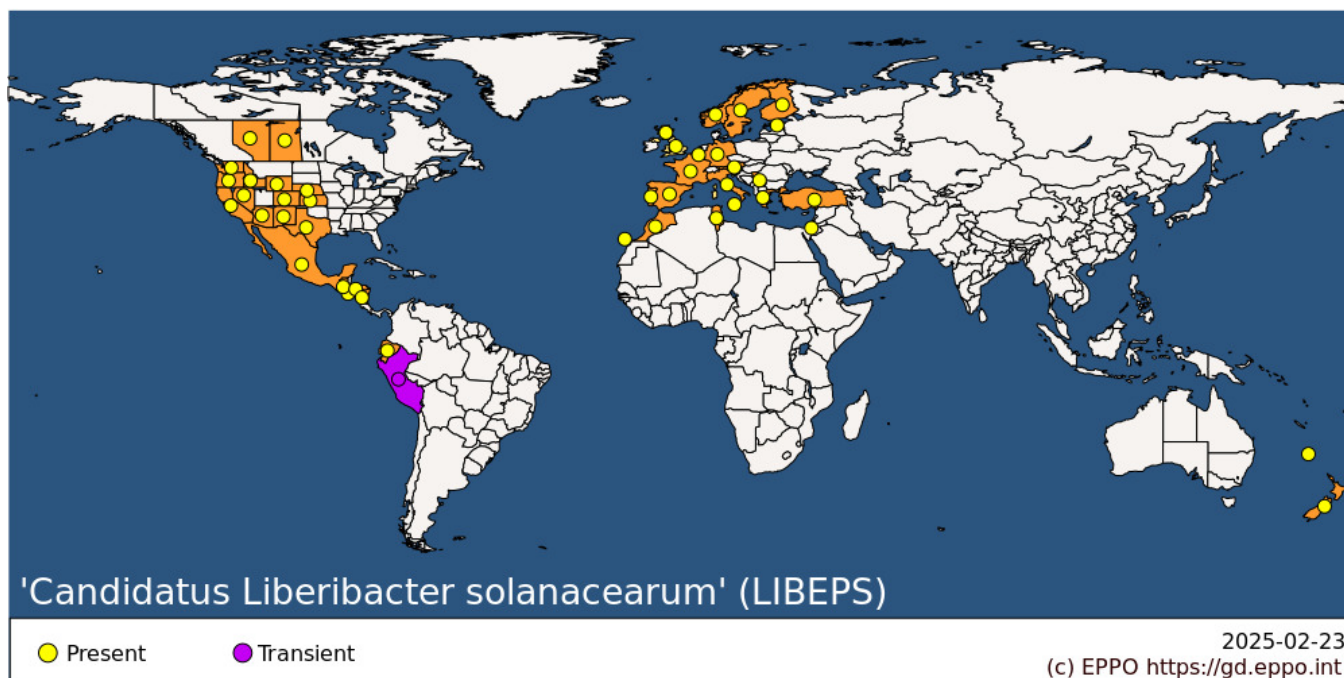 'Candidatus Liberibacter solanacearum' (LIBEPS)
Present
Transient
2025-02-23
(c) EPPO https://gd.eppo.int